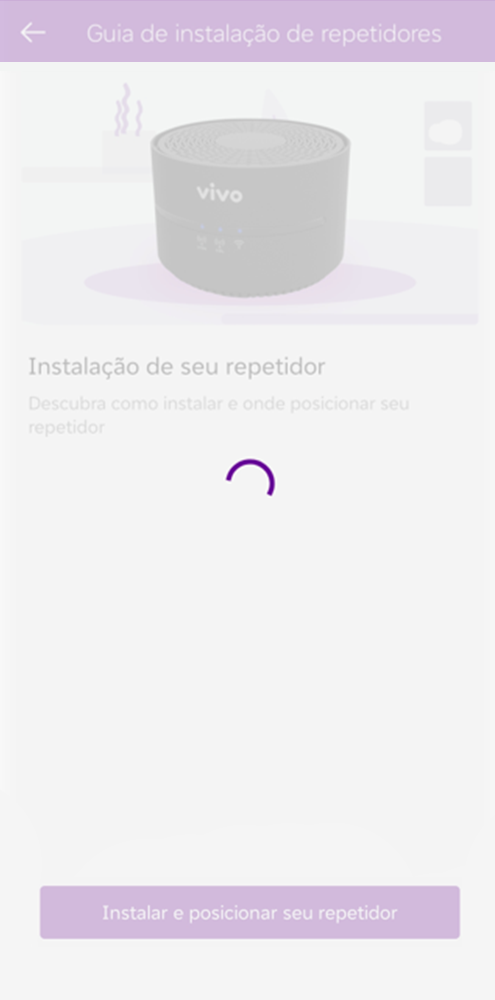 Guia de instalação de repetidores
vivo
Instalação de seu repetidor
Descubra como instalar e onde posicionar seu
repetidor
Instalar e posicionar seu repetidor